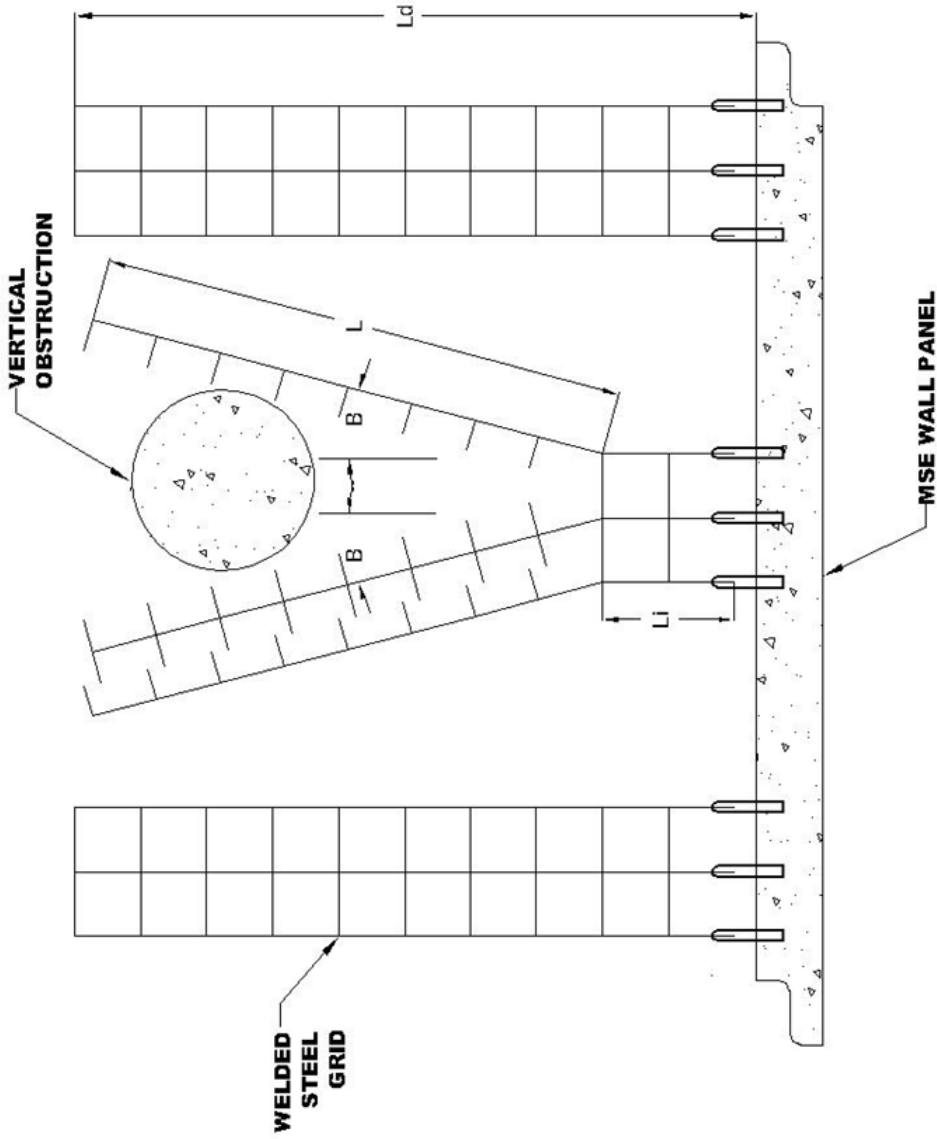 VERTICAL
OBSTRUCTION
Ld
L
B
B
Li
WELDED
STEEL
GRID
MSE WALL PANEL